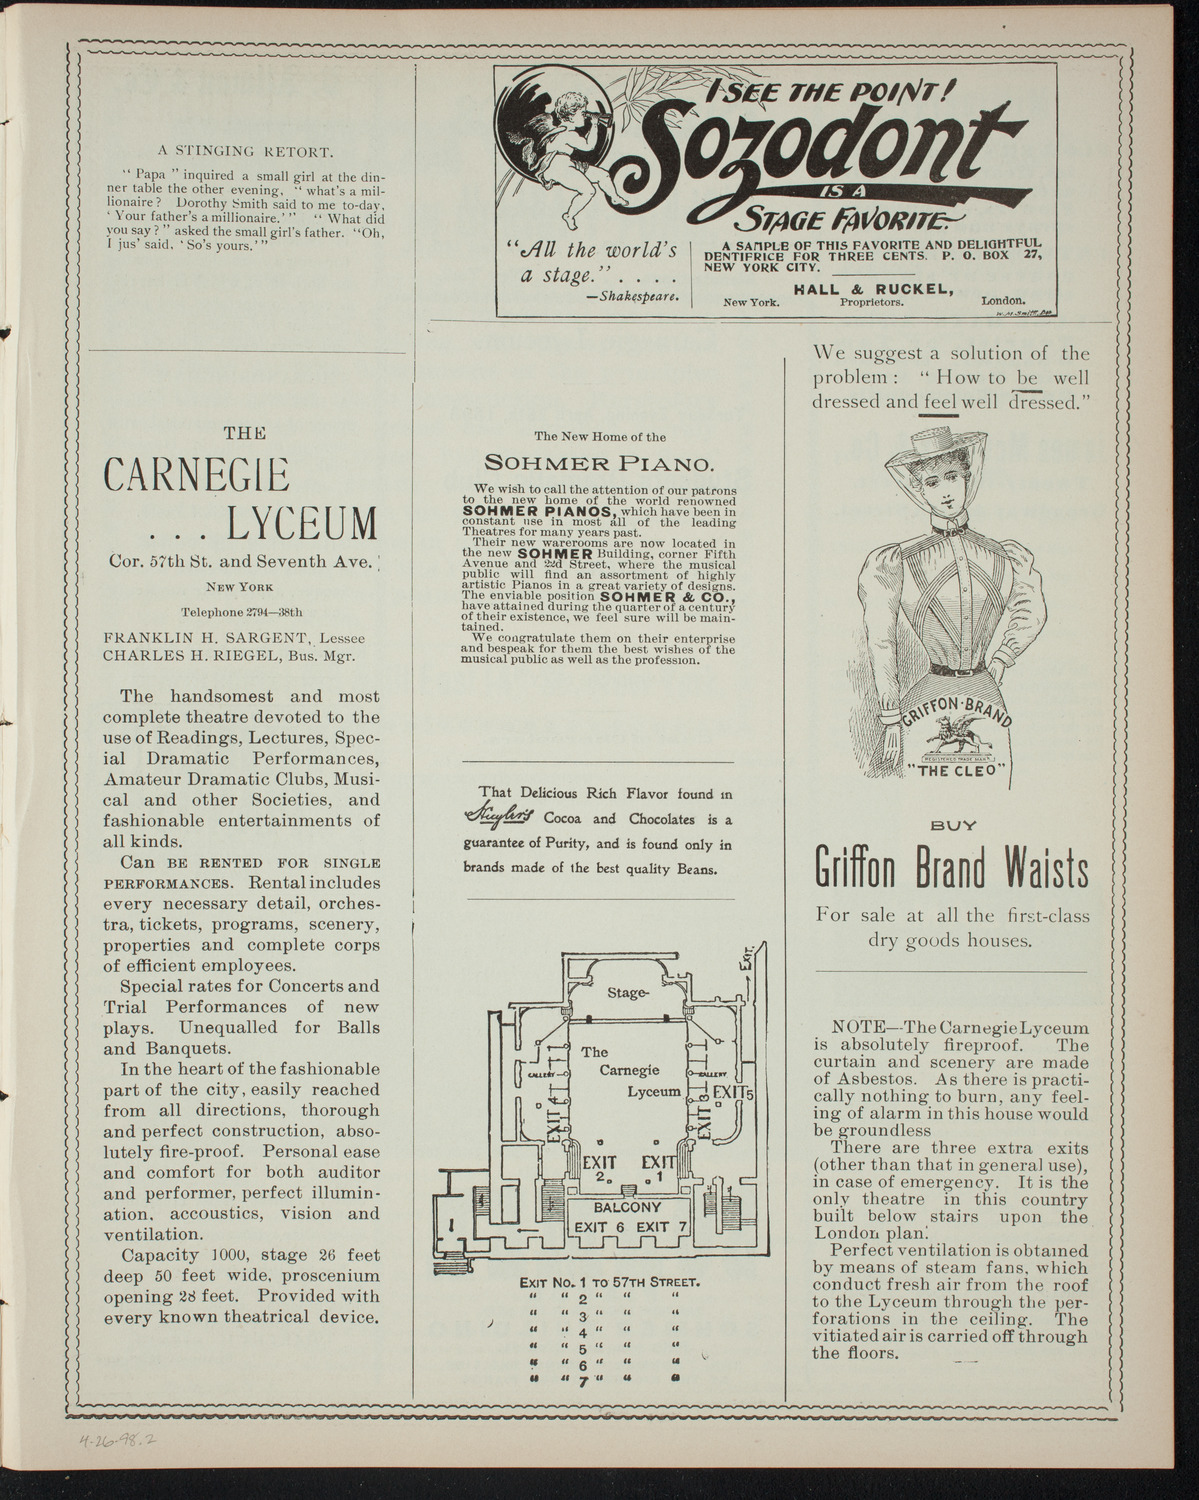 A STINGING RETORT.
“ Papa ” inquired a small girl at the din-
ner table the other evening, “ what's a mil-
lionaire? Dorothy Smith said to me to-day,
‘ Your father's a millionaire.’ ” “ What did
you say ? ” asked the small girl's father. “Oh,
I jus' said, ‘ So's yours.’ ”
THE
CARNEGIE
. . . LYCEUM
Cor. 57th St. and Seventh Ave.
NEW YORK
Telephone 2794—38th
FRANKLIN H. SARGENT, Lessee
CHARLES H. RIEGEL, Bus. Mgr.
The handsomest and most
complete theatre devoted to the
use of Readings, Lectures, Spec-
ial Dramatic Performances,
Amateur Dramatic Clubs, Musi-
cal and other Societies, and
fashionable entertainments of
all kinds.
Can BE RENTED FOR SINGLE
PERFORMANCES. Rental includes
every necessary detail, orches-
tra, tickets, programs, scenery,
properties and complete corps
of efficient employees.
Special rates for Concerts and
Trial Performances of new
plays. Unequalled for Balls
and Banquets.
In the heart of the fashionable
part of the city, easily reached
from all directions, thorough
and perfect construction, abso-
lutely fire-proof. Personal ease
and comfort for both auditor
and performer, perfect illumin-
ation, accoustics, vision and
ventilation.
Capacity 1000, stage 26 feet
deep 50 feet wide, proscenium
opening 28 feet. Provided with
every known theatrical device.
I SEE THE POINT!
Sozodont
IS A
STAGE FAVORITE.
“All the world's
a stage.” . . . .
—Shakespeare.
A SAMPLE OF THIS FAVORITE AND DELIGHTFUL
DENTIFRICE FOR THREE CENTS. P. O. BOX 27,
NEW YORK CITY.
HALL & RUCKEL,
New York. Proprietors. London.
The New Home of the
SOHMER PIANO.
We wish to call the attention of our patrons
to the new home of the world renowned
SOHMER PIANOS, which have been in
constant use in most all of the leading
Theatres for many years past.
Their new warerooms are now located in
the new SOHMER Building, corner Fifth
Avenue and 22d Street, where the musical
public will find an assortment of highly
artistic Pianos in a great variety of designs.
The enviable position SOHMER & CO.,
have attained during the quarter of a century
of their existence, we feel sure will be main-
tained.
We congratulate them on their enterprise
and bespeak for them the best wishes of the
musical public as well as the profession.
That Delicious Rich Flavor found in
Huyler's Cocoa and Chocolates is a
guarantee of Purity, and is found only in
brands made of the best quality Beans.
EXIT.
Stage
The
Carnegie
Lyceum
GALLERY
GALLERY
EXIT 4
EXIT 3
EXIT 5
EXIT 2.
EXIT 1
BALCONY
EXIT 6 EXIT 7
EXIT NO. 1 TO 57TH STREET.
“ “ 2 “ “ “
“ “ 3 “ “ “
“ “ 4 “ “ “
“ “ 5 “ “ “
“ “ 6 “ “ “
“ “ 7 “ “ “
We suggest a solution of the
problem : “ How to be well
dressed and feel well dressed.”
GRIFFON-BRAND
REGISTERED TRADE MARK
"THE CLEO"
BUY
Griffon Brand Waists
For sale at all the first-class
dry goods houses.
NOTE—The Carnegie Lyceum
is absolutely fireproof. The
curtain and scenery are made
of Asbestos. As there is practi-
cally nothing to burn, any feel-
ing of alarm in this house would
be groundless
There are three extra exits
(other than that in general use),
in case of emergency. It is the
only theatre in this country
built below stairs upon the
London plan.
Perfect ventilation is obtained
by means of steam fans, which
conduct fresh air from the roof
to the Lyceum through the per-
forations in the ceiling. The
vitiated air is carried off through
the floors.
4-26-98.2